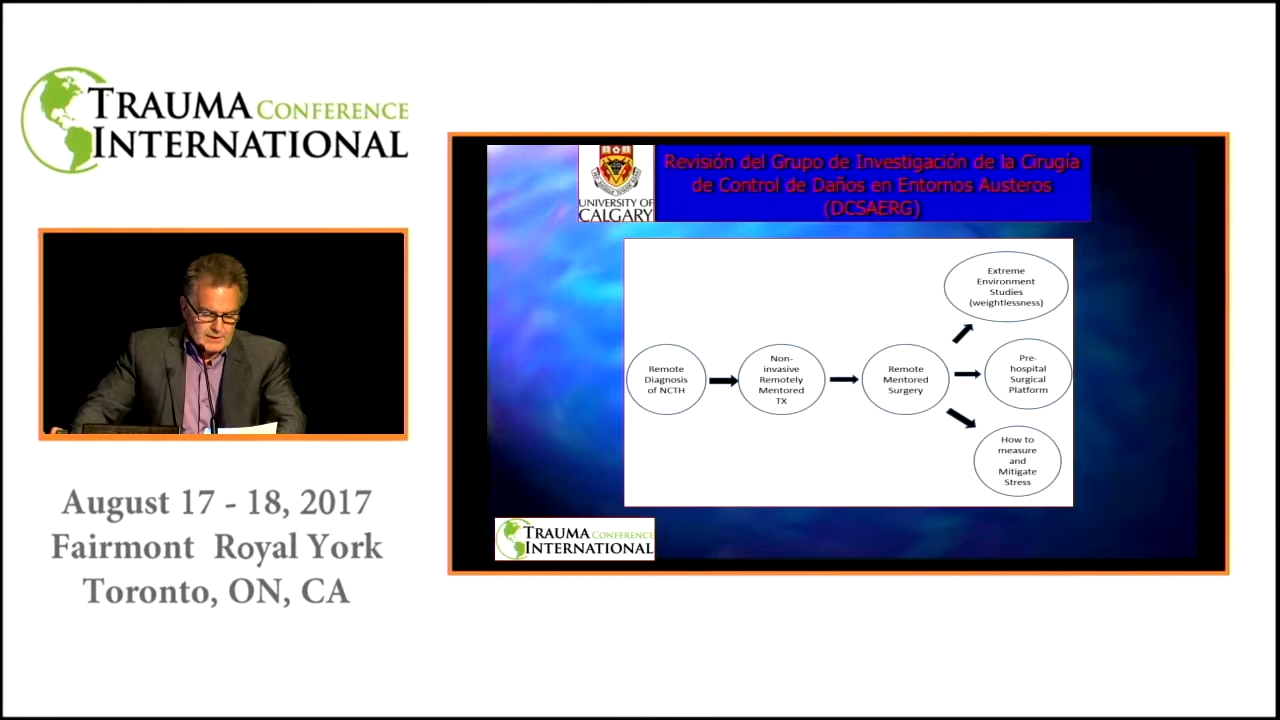 TRAUMA CONFERENCE
INTERNATIONAL
August 17 - 18, 2017
Fairmont Royal York
Toronto, ON, CA
UNIVERSITY OF
CALGARY
Revisión del Grupo de Investigación de la Cirugía
de Control de Daños en Entornos Austeros
(DCSAERG)
Remote
Diagnosis
of NCTH
Non-
invasive
Remotely
Mentored
TX
Remote
Mentored
Surgery
Extreme
Environment
Studies
(weightlessness)
Pre-
hospital
Surgical
Platform
How to
measure
and
Mitigate
Stress
TRAUMA CONFERENCE
INTERNATIONAL